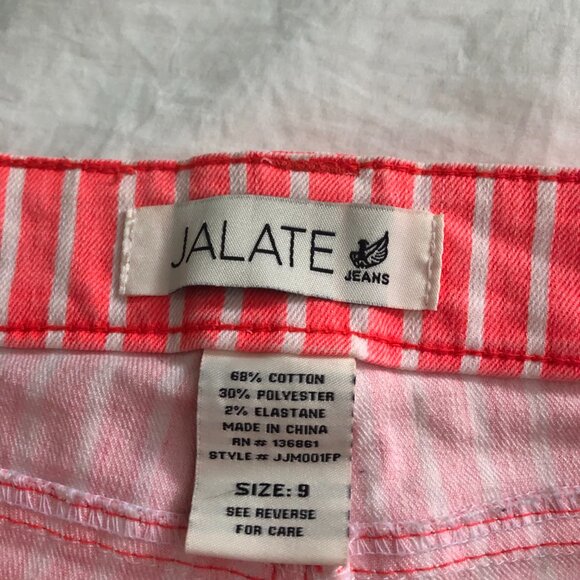 JALATE
JEANS
68% COTTON
30% POLYESTER
2% ELASTANE
MADE IN CHINA
RN # 136861
STYLE # JJM001FP
SIZE: 9
SEE REVERSE
FOR CARE